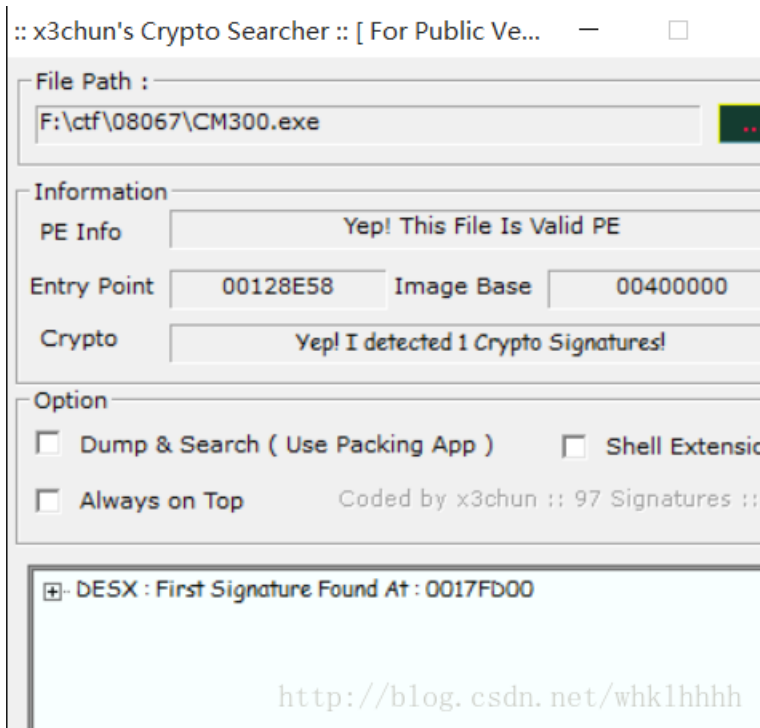 :: x3chun's Crypto Searcher :: [ For Public Ve...
File Path :
F:\ctf\08067\CM300.exe
..
Information
PE Info
Yep! This File Is Valid PE
Entry Point
00128E58
Image Base
00400000
Crypto
Yep! I detected 1 Crypto Signatures!
Option
Dump & Search ( Use Packing App )
Shell Extensio
Always on Top
Coded by x3chun :: 97 Signatures ::
DESX : First Signature Found At : 0017FD00
http://blog.csdn.net/whklhhhh